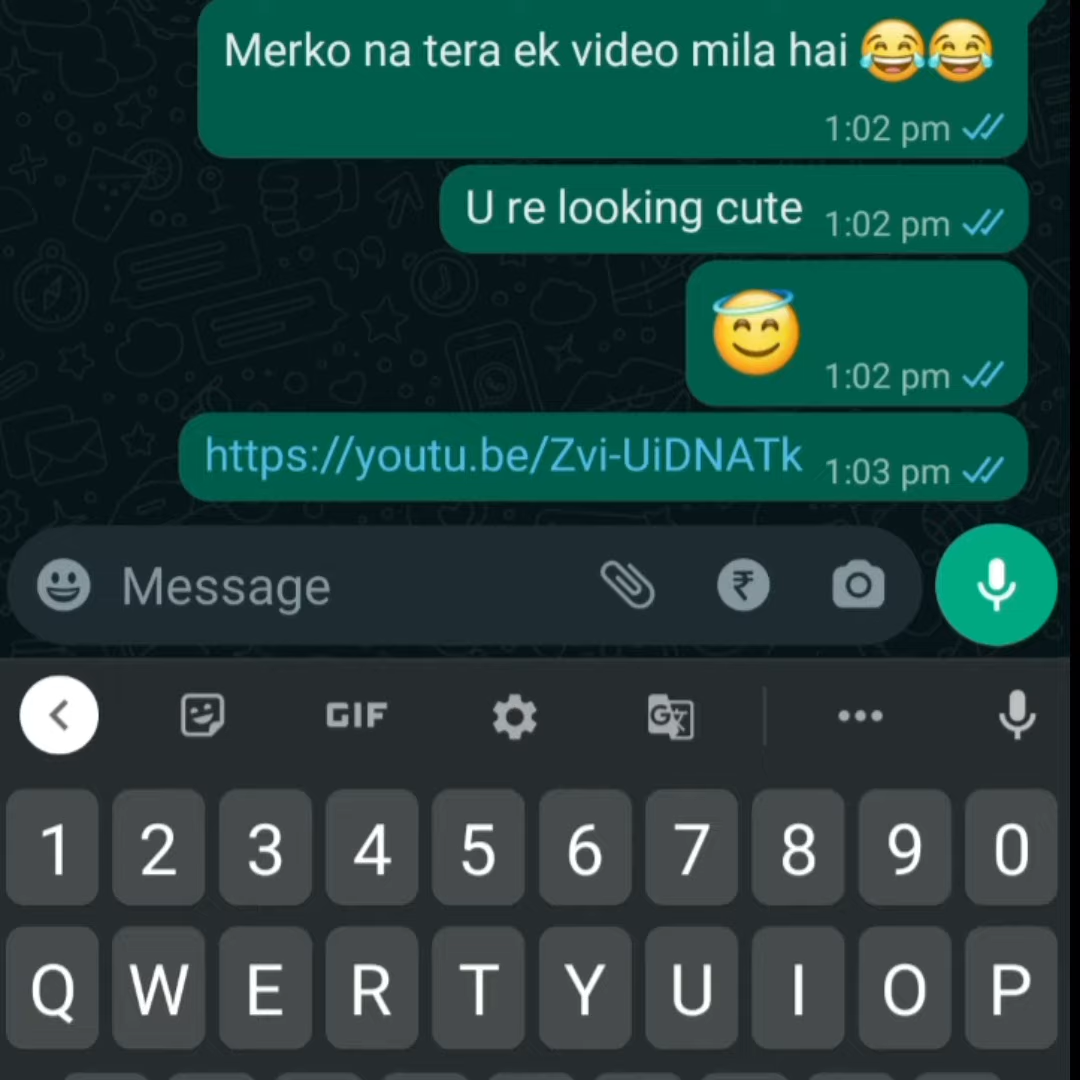 Merko na tera ek video mila hai 😂😂
1:02 pm
U re looking cute 1:02 pm
😇 1:02 pm
https://youtu.be/Zvi-UiDNATk 1:03 pm
Message
GIF
1 2 3 4 5 6 7 8 9 0
Q W E R T Y U I O P